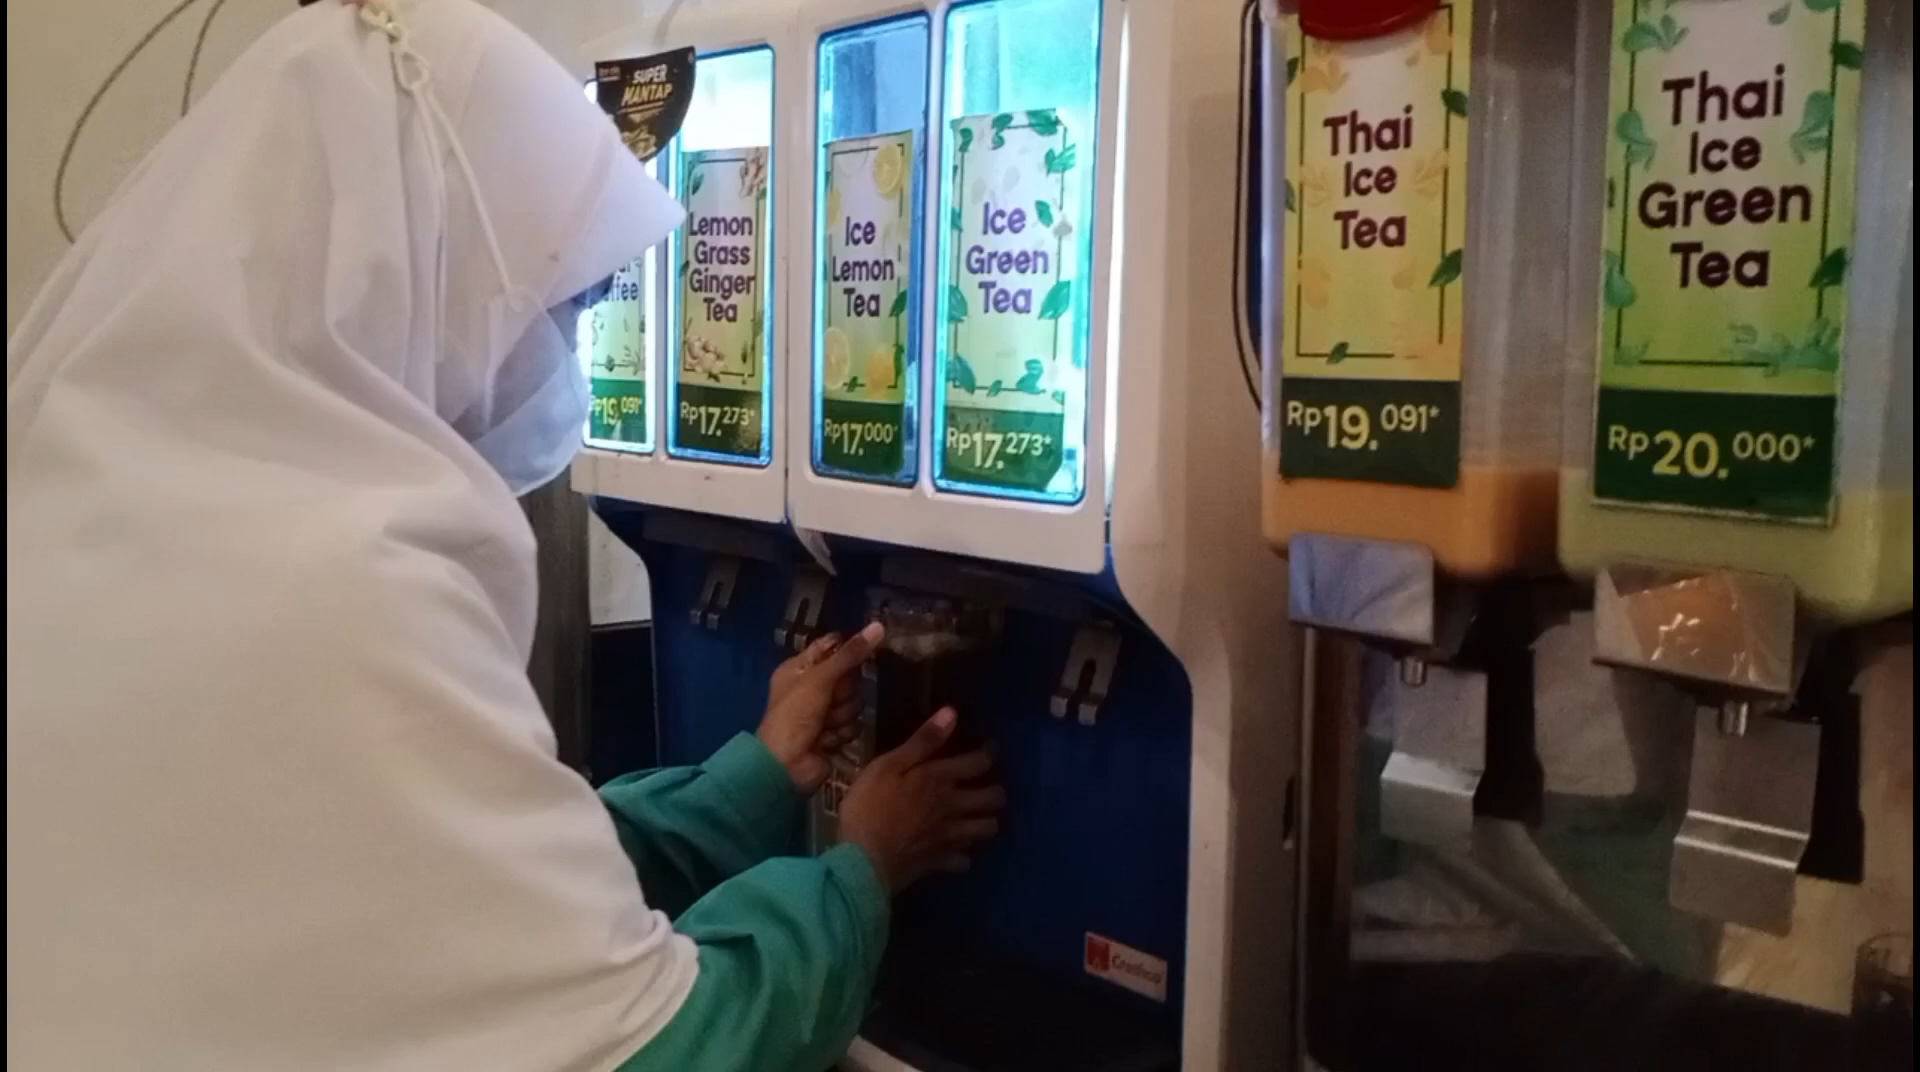 SUPER
MANTAP
Rp19.091*
Lemon
Grass
Ginger
Tea
Rp17.273*
Ice
Lemon
Tea
Rp17.000*
Ice
Green
Tea
Rp17.273*
Thai
Ice
Tea
Rp19.091*
Thai
Ice
Green
Tea
Rp20.000*